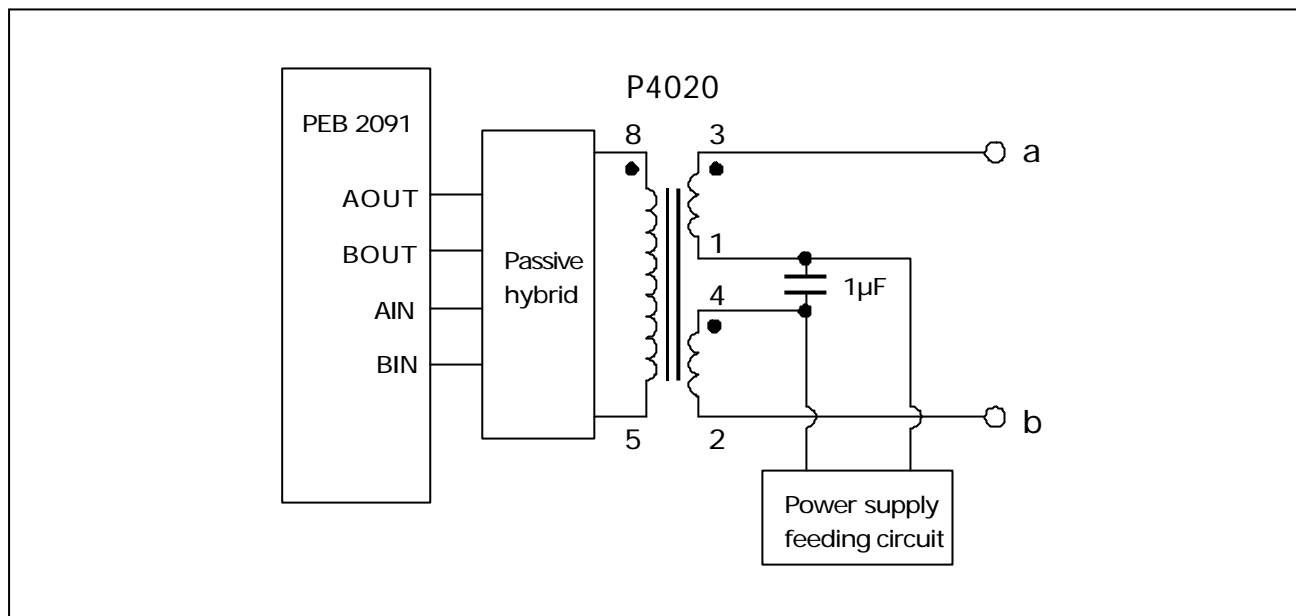 P4020
PEB 2091
AOUT
BOUT
AIN
BIN
Passive
hybrid
8
5
3
1
4
2
1µF
a
b
Power supply
feeding circuit